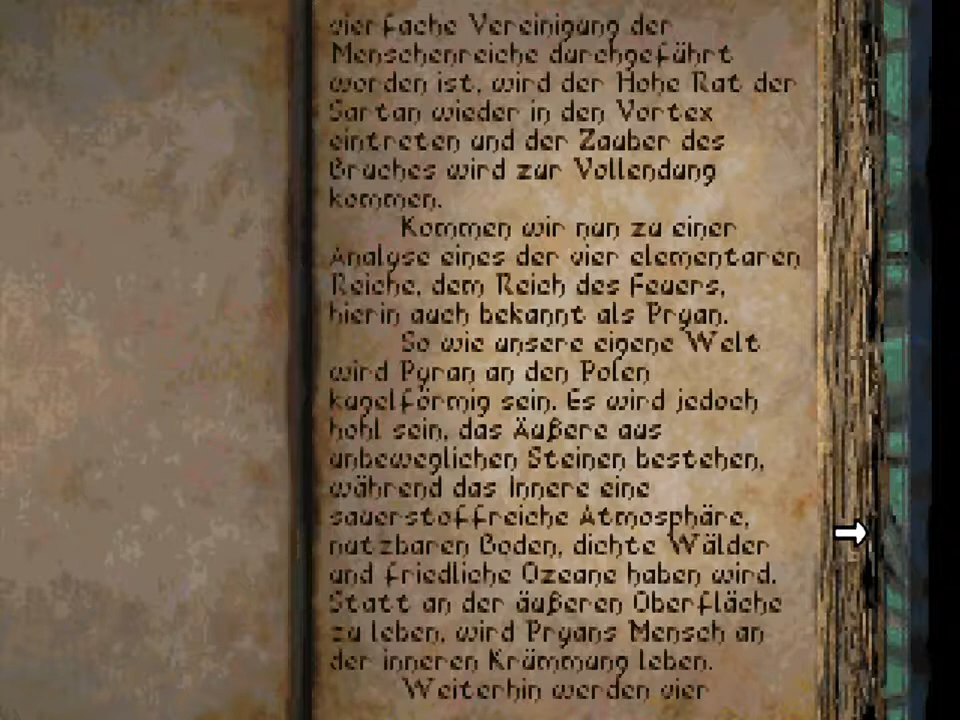 vierfache Vereinigung der
Menschenreiche durchgeführt
worden ist, wird der Hohe Rat der
Sartan wieder in den Vortex
eintreten und der Zauber des
Bruches wird zur Vollendung
kommen.
Kommen wir nun zu einer
Analyse eines der vier elementaren
Reiche, dem Reich des Feuers,
hierin auch bekannt als Pryan.
So wie unsere eigene Welt
wird Pyran an den Polen
kugelförmig sein. Es wird jedoch
hohl sein, das Äußere aus
unbeweglichen Steinen bestehen,
während das Innere eine
sauerstoffreiche Atmosphäre,
nutzbaren Boden, dichte Wälder
und friedliche Ozeane haben wird.
Statt an der äußeren Oberfläche
zu leben, wird Pryans Mensch an
der inneren Krümmung leben.
Weiterhin werden vier